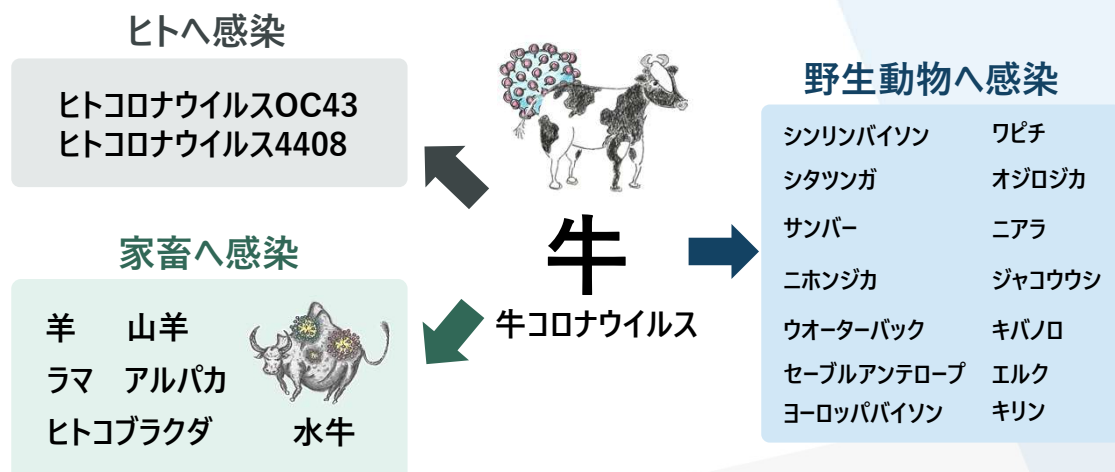 ヒトへ感染
ヒトコロナウイルスOC43
ヒトコロナウイルス4408
家畜へ感染
羊 山羊
ラマ アルパカ
ヒトコブラクダ 水牛
牛
牛コロナウイルス
野生動物へ感染
シンリンバイソン ワピチ
シタツンガ オジロジカ
サンバー ニアラ
ニホンジカ ジャコウウシ
ウオーターバック キバノロ
セーブルアンテロープ エルク
ヨーロッパバイソン キリン